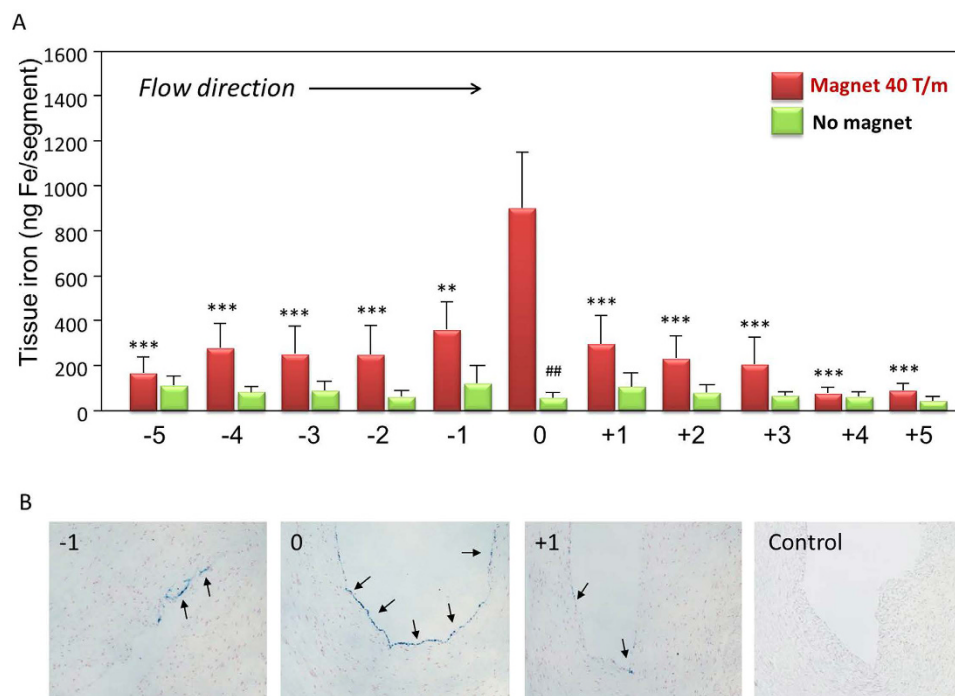 A
Tissue iron (ng Fe/segment)
1600
1400
1200
1000
800
600
400
200
0
Flow direction
Magnet 40 T/m
No magnet
*** *** *** *** ** ## *** *** *** *** ***
-5 -4 -3 -2 -1 0 +1 +2 +3 +4 +5
B
-1 0 +1 Control